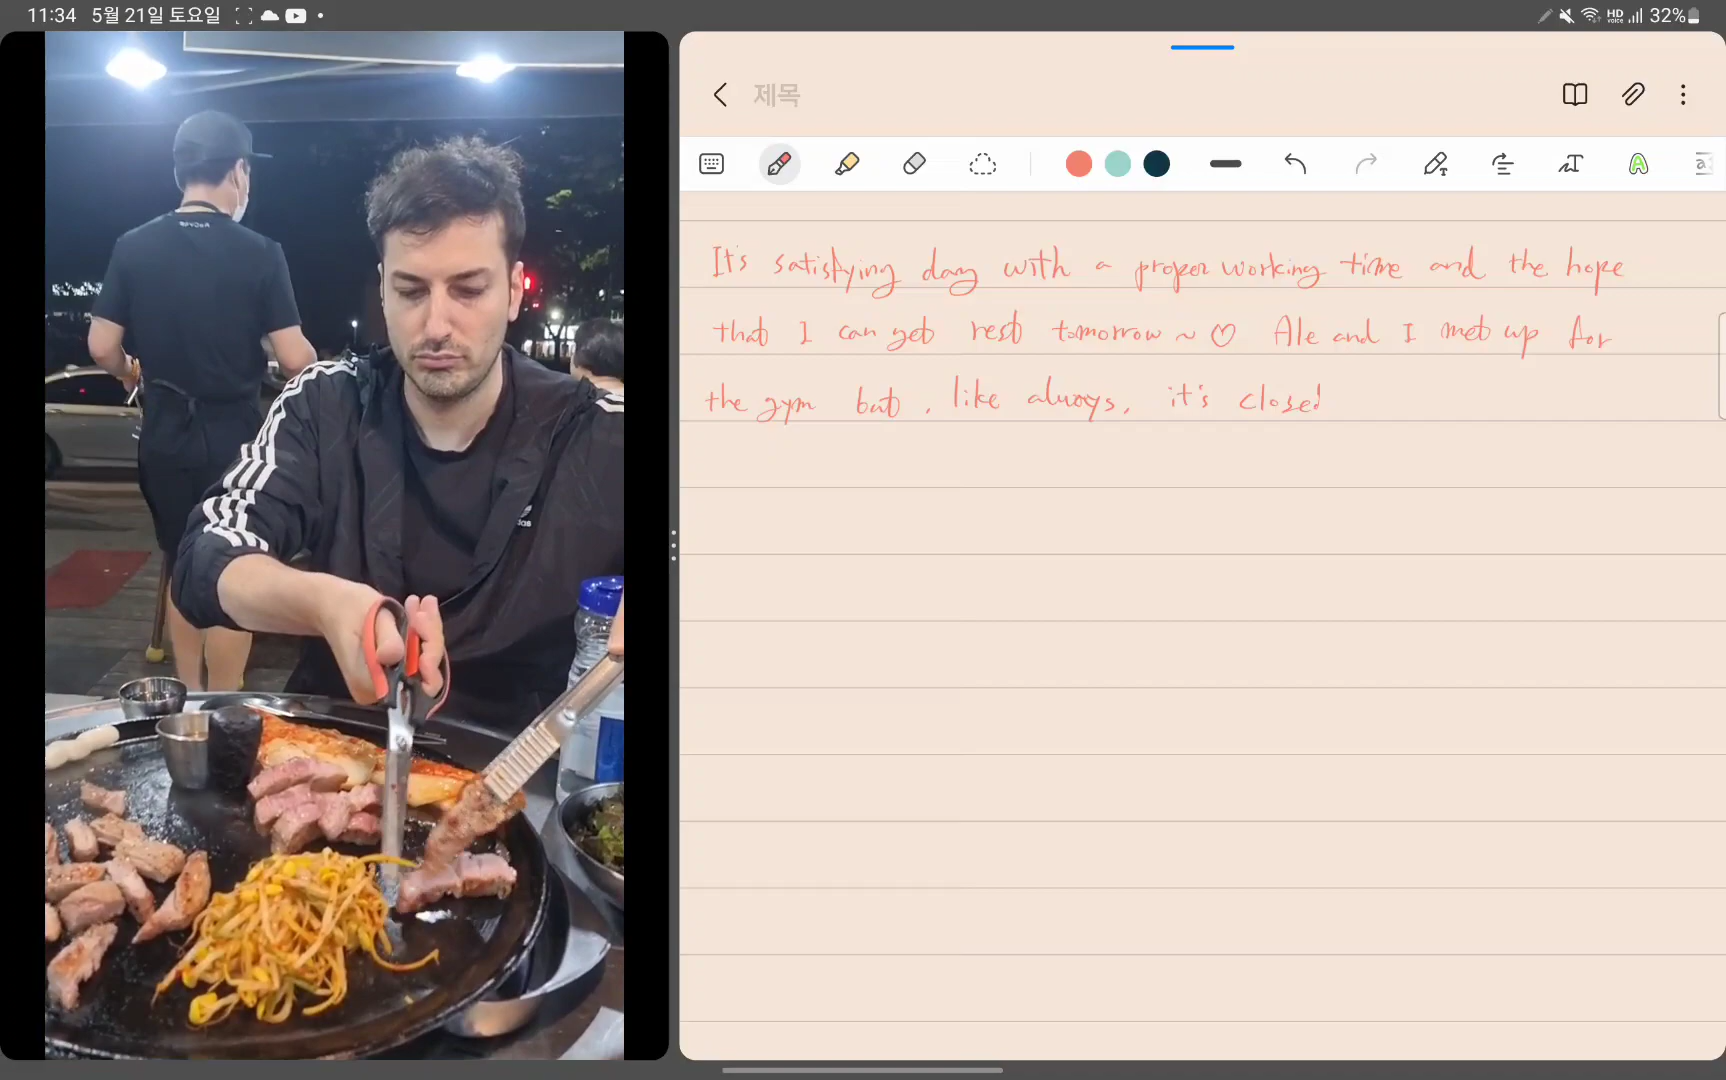 11:34 5월 21일 토요일
HD voice 32%
제목
It's satisfying day with a proper working time and the hope
that I can get rest tomorrow~♡ Ale and I met up for
the gym but, like always, it's closed